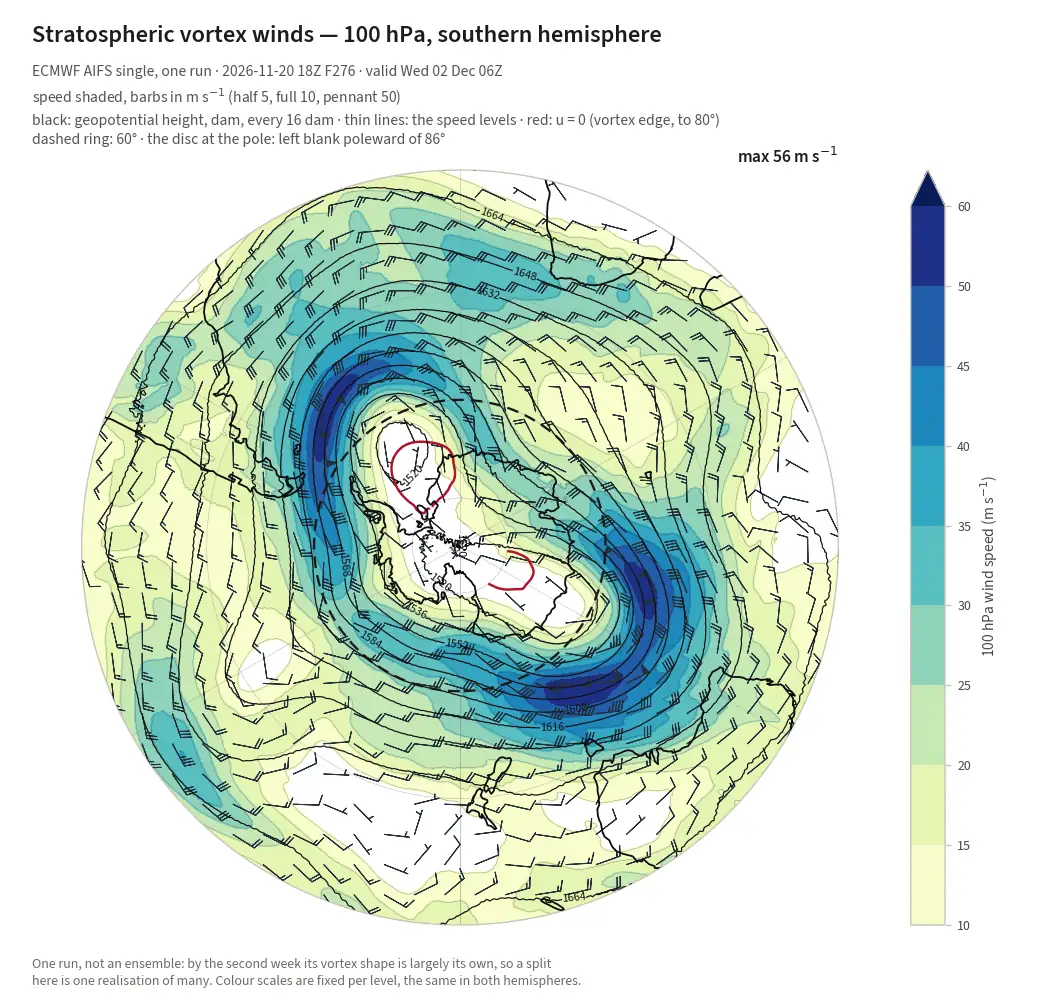 Stratospheric vortex winds — 100 hPa, southern hemisphere
ECMWF AIFS single, one run · 2026-11-20 18Z F276 · valid Wed 02 Dec 06Z
speed shaded, barbs in m s⁻¹ (half 5, full 10, pennant 50)
black: geopotential height, dam, every 16 dam · thin lines: the speed levels · red: u = 0 (vortex edge, to 80°)
dashed ring: 60° · the disc at the pole: left blank poleward of 86°
max 56 m s⁻¹
60
50
45
40
35
30
25
20
15
10
100 hPa wind speed (m s⁻¹)
1664
1648
1632
1520
1568
1536
1584
1552
1600
1616
1664
One run, not an ensemble: by the second week its vortex shape is largely its own, so a split
here is one realisation of many. Colour scales are fixed per level, the same in both hemispheres.